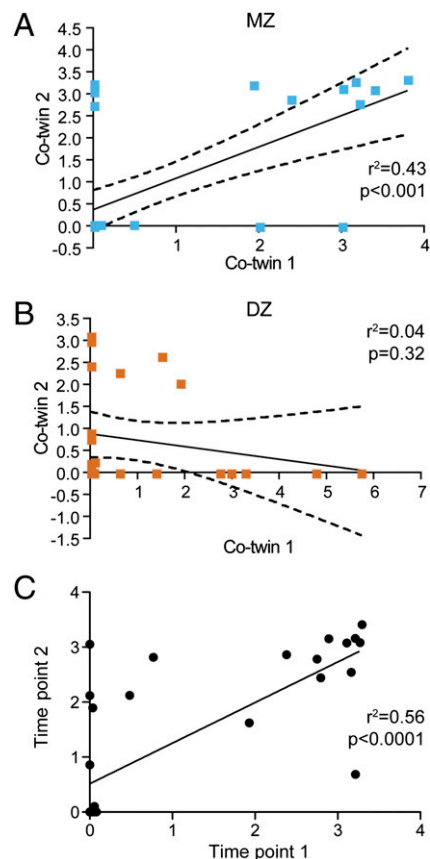 A
MZ
4.5
4.0
3.5
3.0
2.5
2.0
1.5
1.0
0.5
0.0
-0.5
Co-twin 2
r²=0.43
p<0.001
1
2
3
4
Co-twin 1
B
DZ
3.5
3.0
2.5
2.0
1.5
1.0
0.5
0.0
-0.5
-1.0
-1.5
Co-twin 2
r²=0.04
p=0.32
1
2
3
4
5
6
7
Co-twin 1
C
4
3
2
1
0
Time point 2
r²=0.56
p<0.0001
0
1
2
3
4
Time point 1